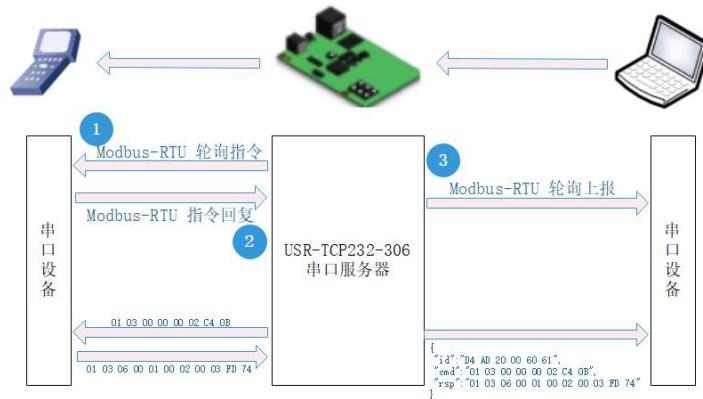 1
Modbus-RTU 轮询指令
3
Modbus-RTU 轮询上报
Modbus-RTU 指令回复
2
串口设备
USR-TCP232-306
串口服务器
串口设备
01 03 00 00 00 02 C4 0B
01 03 06 00 01 00 02 00 03 FD 74
{
"id":"D4 AD 20 00 60 61",
"cmd":"01 03 00 00 00 02 C4 0B",
"rsp":"01 03 06 00 01 00 02 00 03 FD 74"
}